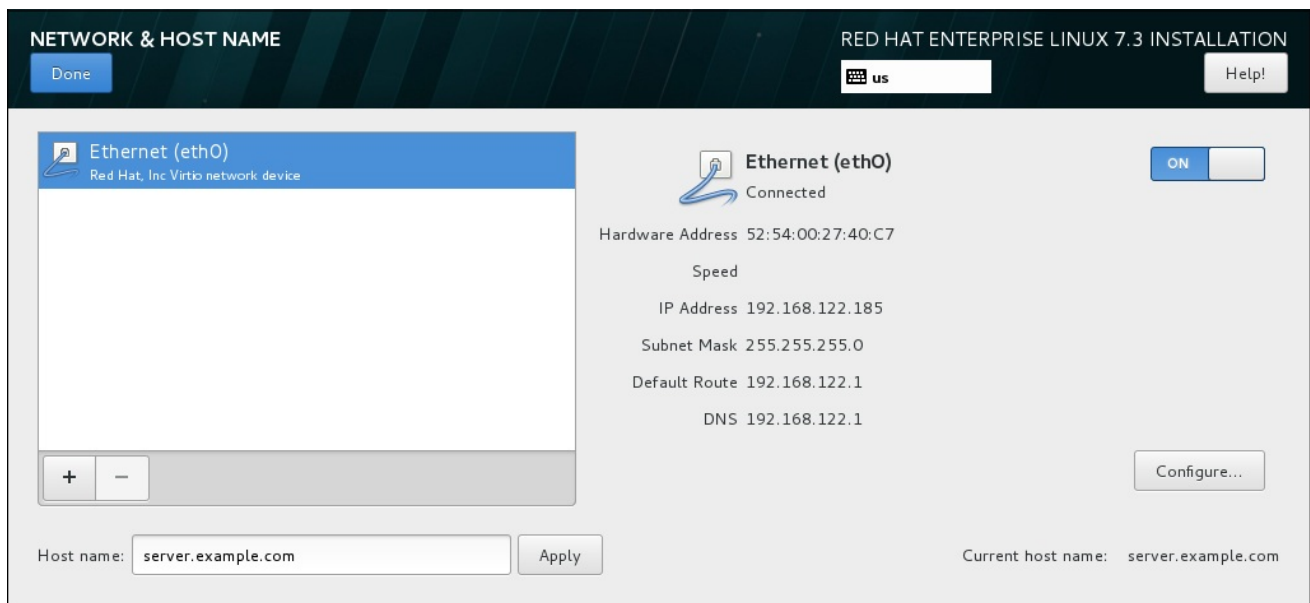 NETWORK & HOST NAME
Done
RED HAT ENTERPRISE LINUX 7.3 INSTALLATION
us
Help!
Ethernet (eth0)
Red Hat, Inc Virtio network device
Ethernet (eth0)
Connected
ON
Hardware Address 52:54:00:27:40:C7
Speed
IP Address 192.168.122.185
Subnet Mask 255.255.255.0
Default Route 192.168.122.1
DNS 192.168.122.1
+ −
Configure...
Host name: server.example.com Apply
Current host name: server.example.com